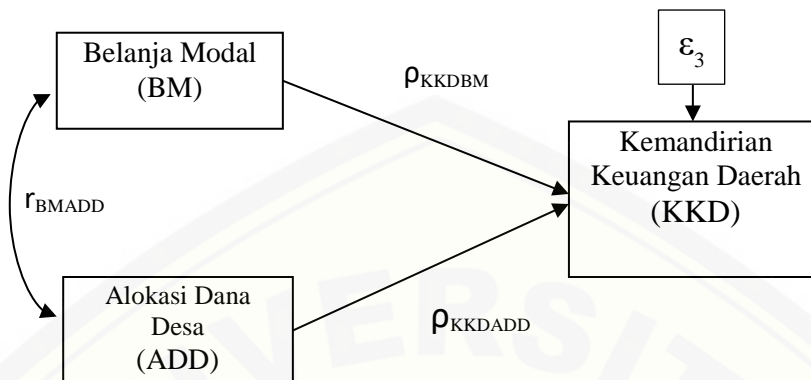 Belanja Modal
(BM)
ρKKDBM
ε3
Kemandirian
Keuangan Daerah
(KKD)
rBMADD
Alokasi Dana
Desa
(ADD)
ρKKDADD